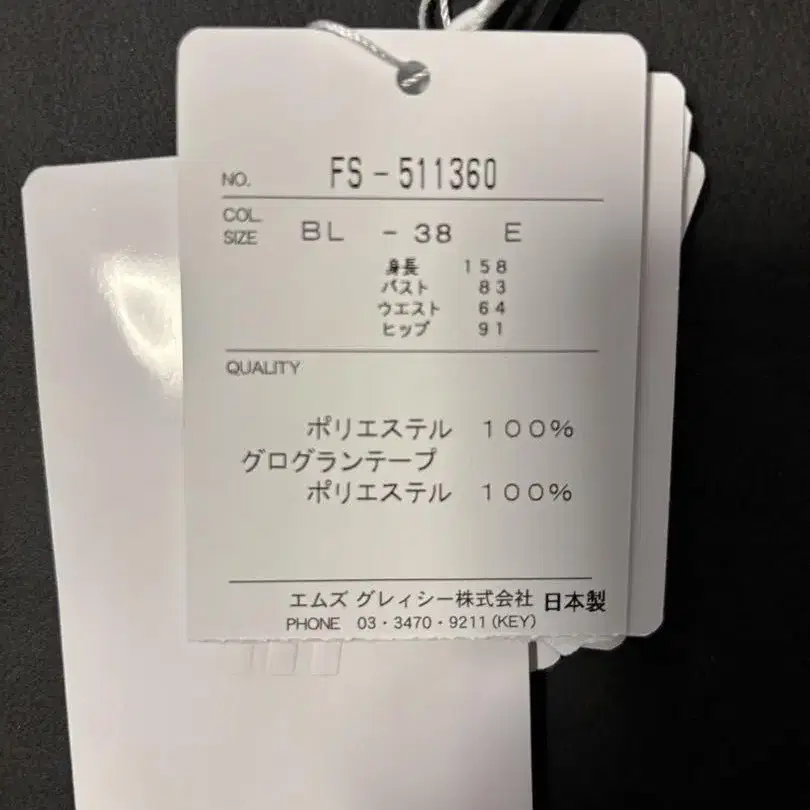 NO. FS-511360
COL.
SIZE BL - 38 E
身長 158
バスト 83
ウエスト 64
ヒップ 91
QUALITY
ポリエステル 100%
グログランテープ
ポリエステル 100%
エムズ グレィシー株式会社 日本製
PHONE 03・3470・9211(KEY)